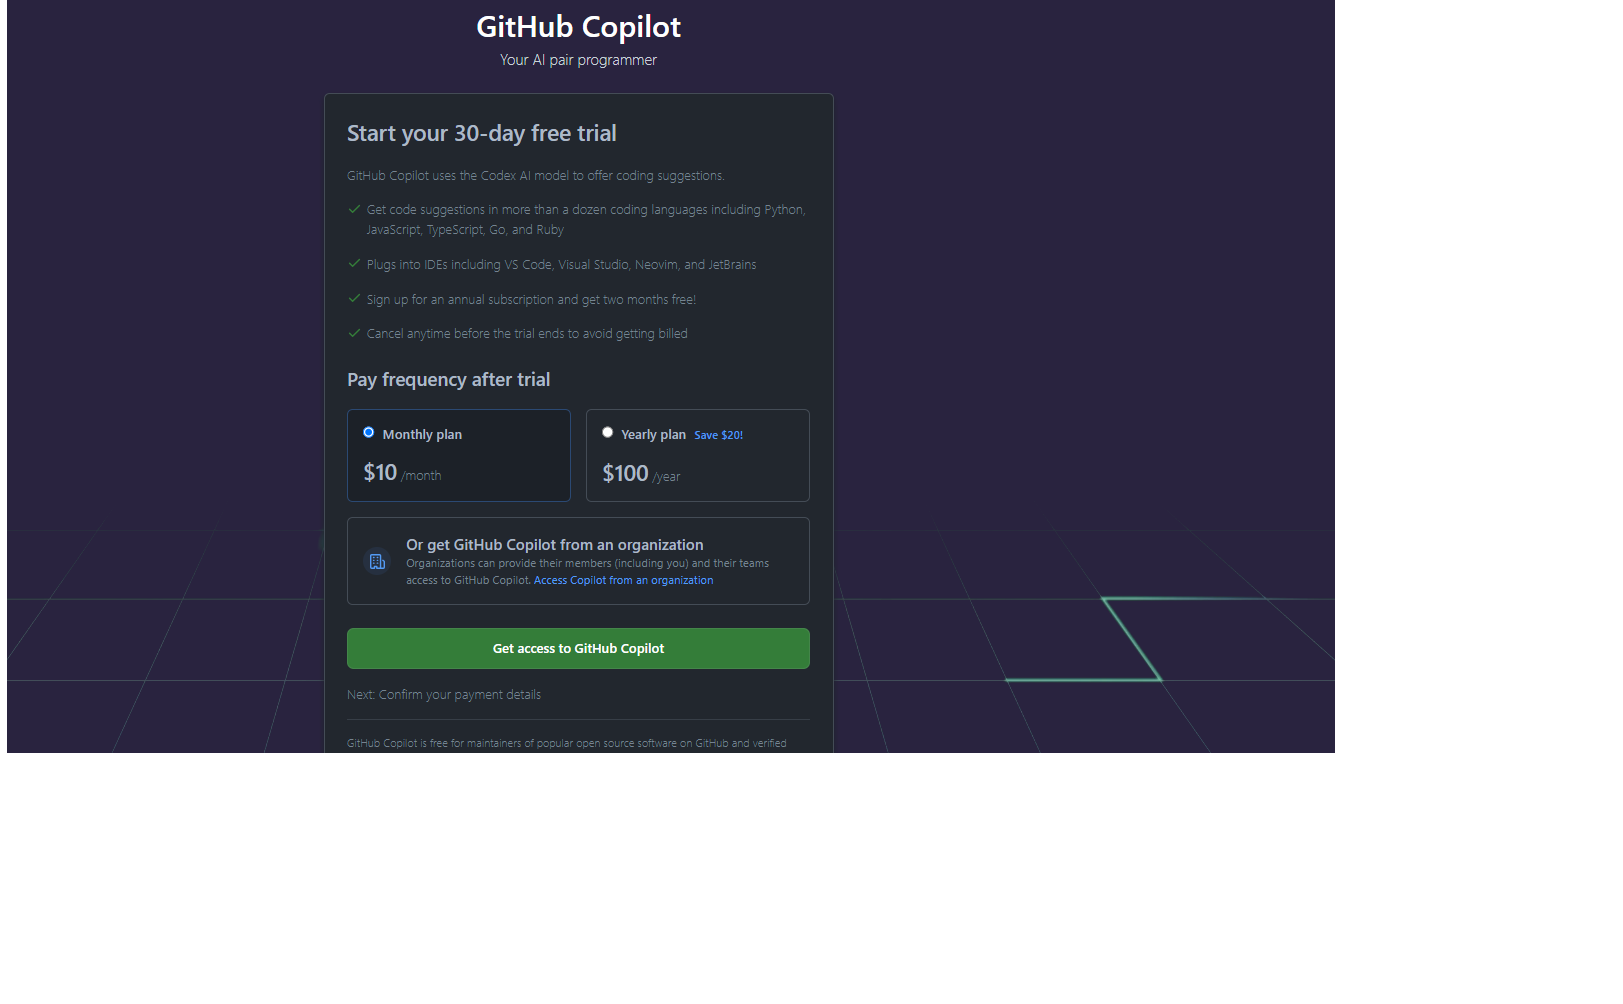 GitHub Copilot
Your AI pair programmer
Start your 30-day free trial
GitHub Copilot uses the Codex AI model to offer coding suggestions.
Get code suggestions in more than a dozen coding languages including Python,
JavaScript, TypeScript, Go, and Ruby
Plugs into IDEs including VS Code, Visual Studio, Neovim, and JetBrains
Sign up for an annual subscription and get two months free!
Cancel anytime before the trial ends to avoid getting billed
Pay frequency after trial
Monthly plan
$10 /month
Yearly plan Save $20!
$100 /year
Or get GitHub Copilot from an organization
Organizations can provide their members (including you) and their teams
access to GitHub Copilot. Access Copilot from an organization
Get access to GitHub Copilot
Next: Confirm your payment details
GitHub Copilot is free for maintainers of popular open source software on GitHub and verified